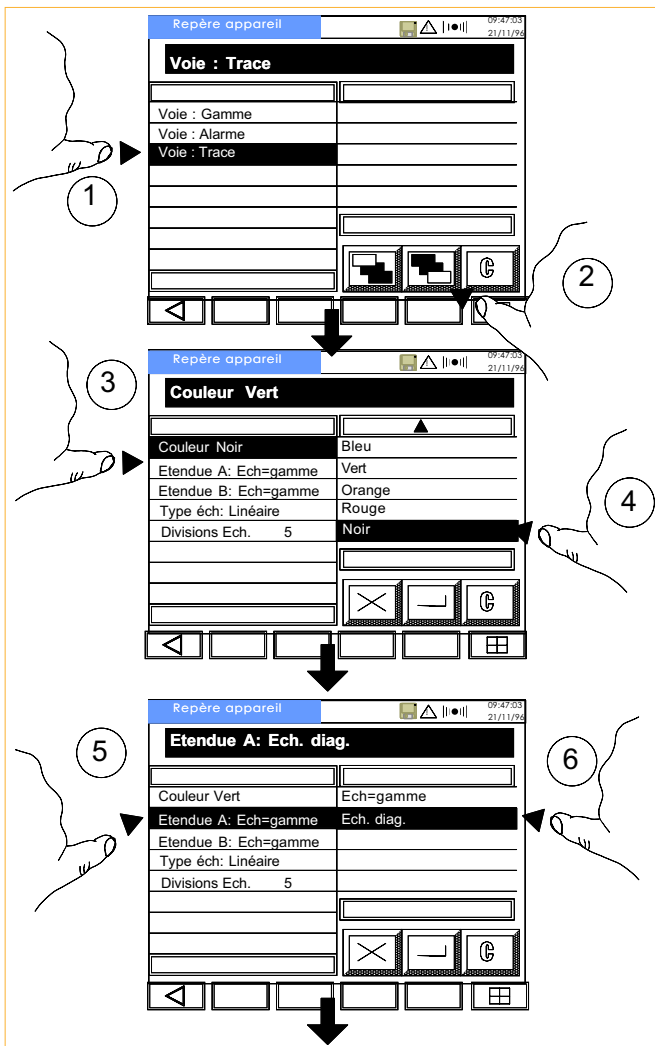 Repère appareil
09:47:03
21/11/96
Voie : Trace
Voie : Gamme
Voie : Alarme
Voie : Trace
1
C
2
Repère appareil
09:47:03
21/11/96
3
Couleur Vert
Couleur Noir
Bleu
Etendue A: Ech=gamme
Vert
Etendue B: Ech=gamme
Orange
Type éch: Linéaire
Rouge
Divisions Ech. 5
Noir
4
C
Repère appareil
09:47:03
21/11/96
5
Etendue A: Ech. diag.
6
Couleur Vert
Ech=gamme
Etendue A: Ech=gamme
Ech. diag.
Etendue B: Ech=gamme
Type éch: Linéaire
Divisions Ech. 5
C